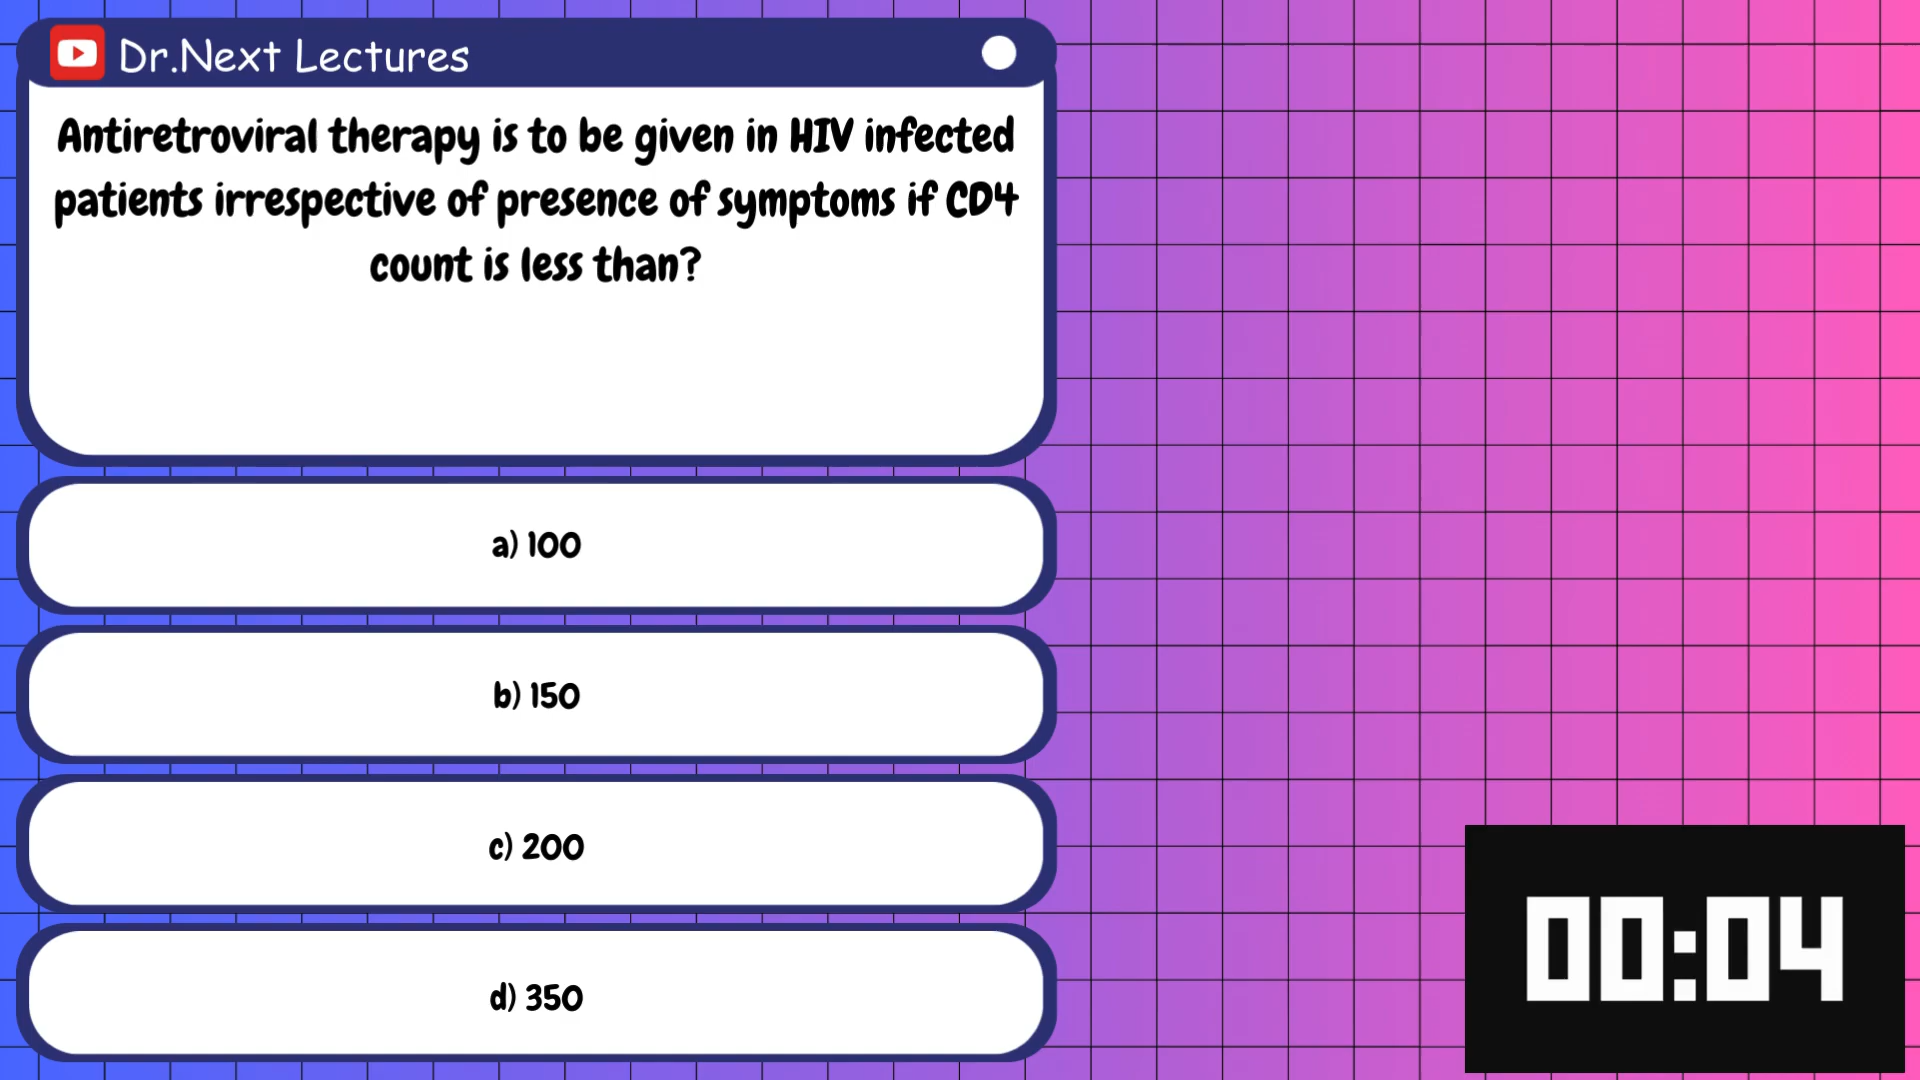 Dr.Next Lectures
Antiretroviral therapy is to be given in HIV infected
patients irrespective of presence of symptoms if CD4
count is less than?
a) 100
b) 150
c) 200
d) 350
00:04